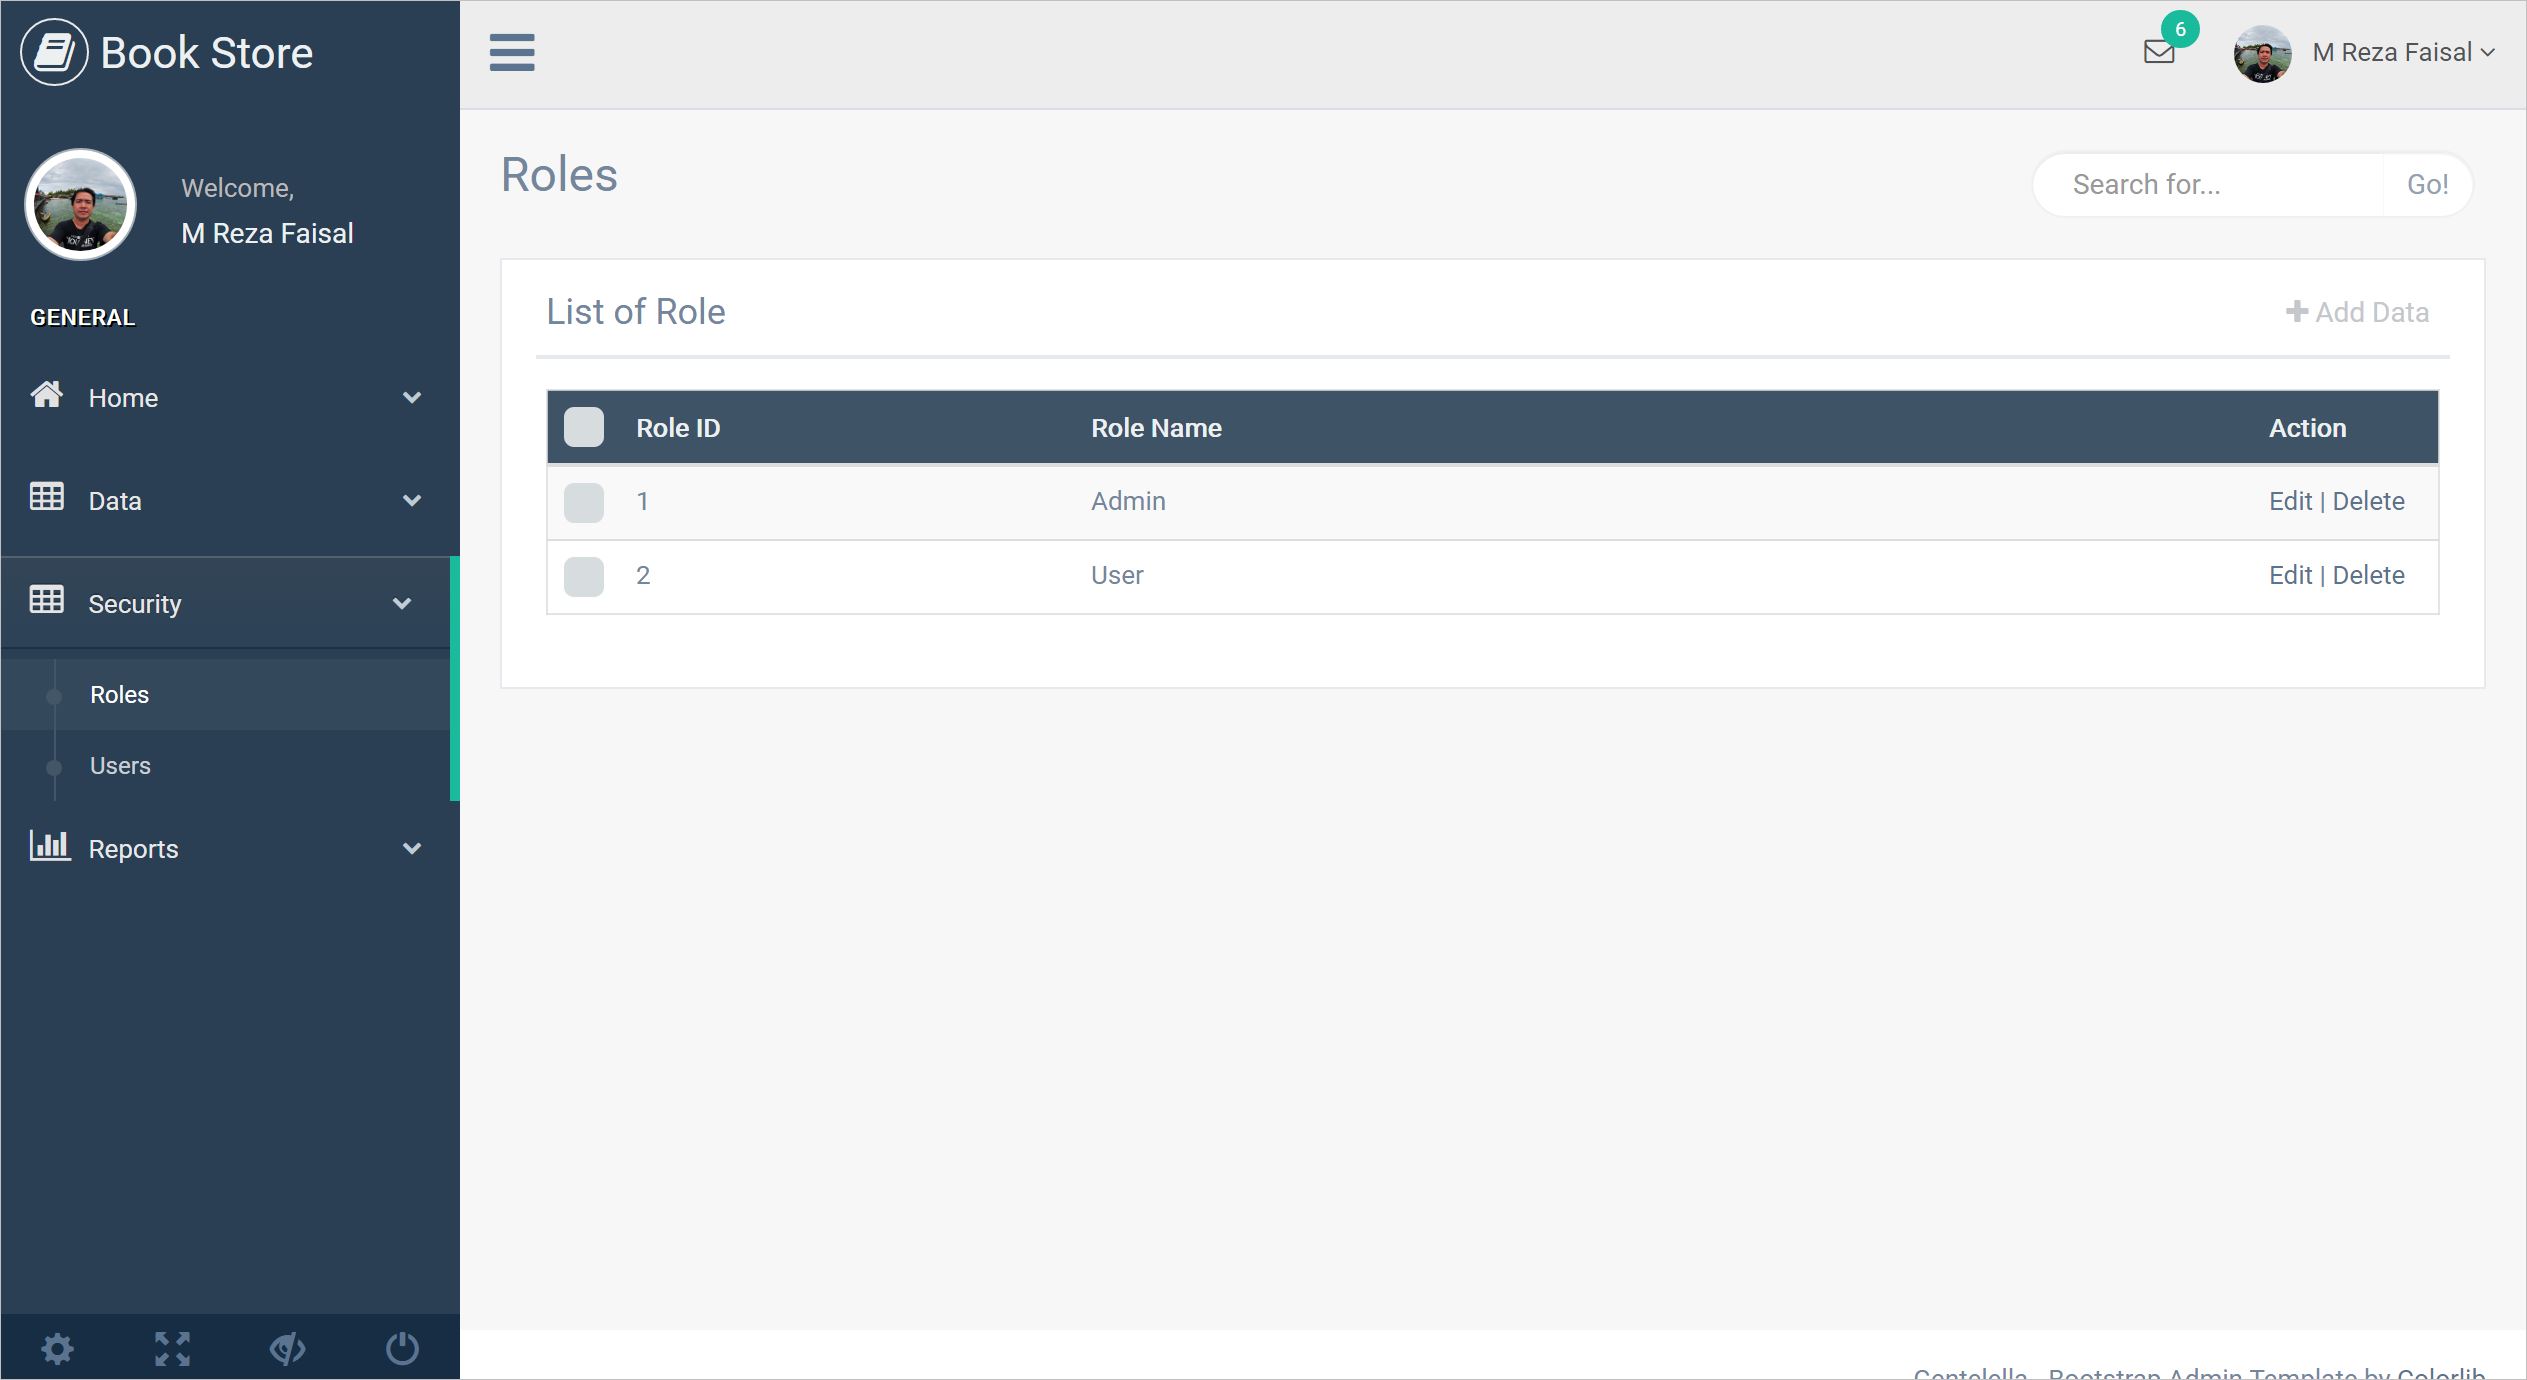 Book Store
6
M Reza Faisal
Welcome,
M Reza Faisal
GENERAL
Home
Data
Security
Roles
Users
Reports
Roles
Search for...
Go!
List of Role
Add Data
Role ID Role Name Action
1 Admin Edit | Delete
2 User Edit | Delete
Gentelella - Bootstrap Admin Template by Colorlib